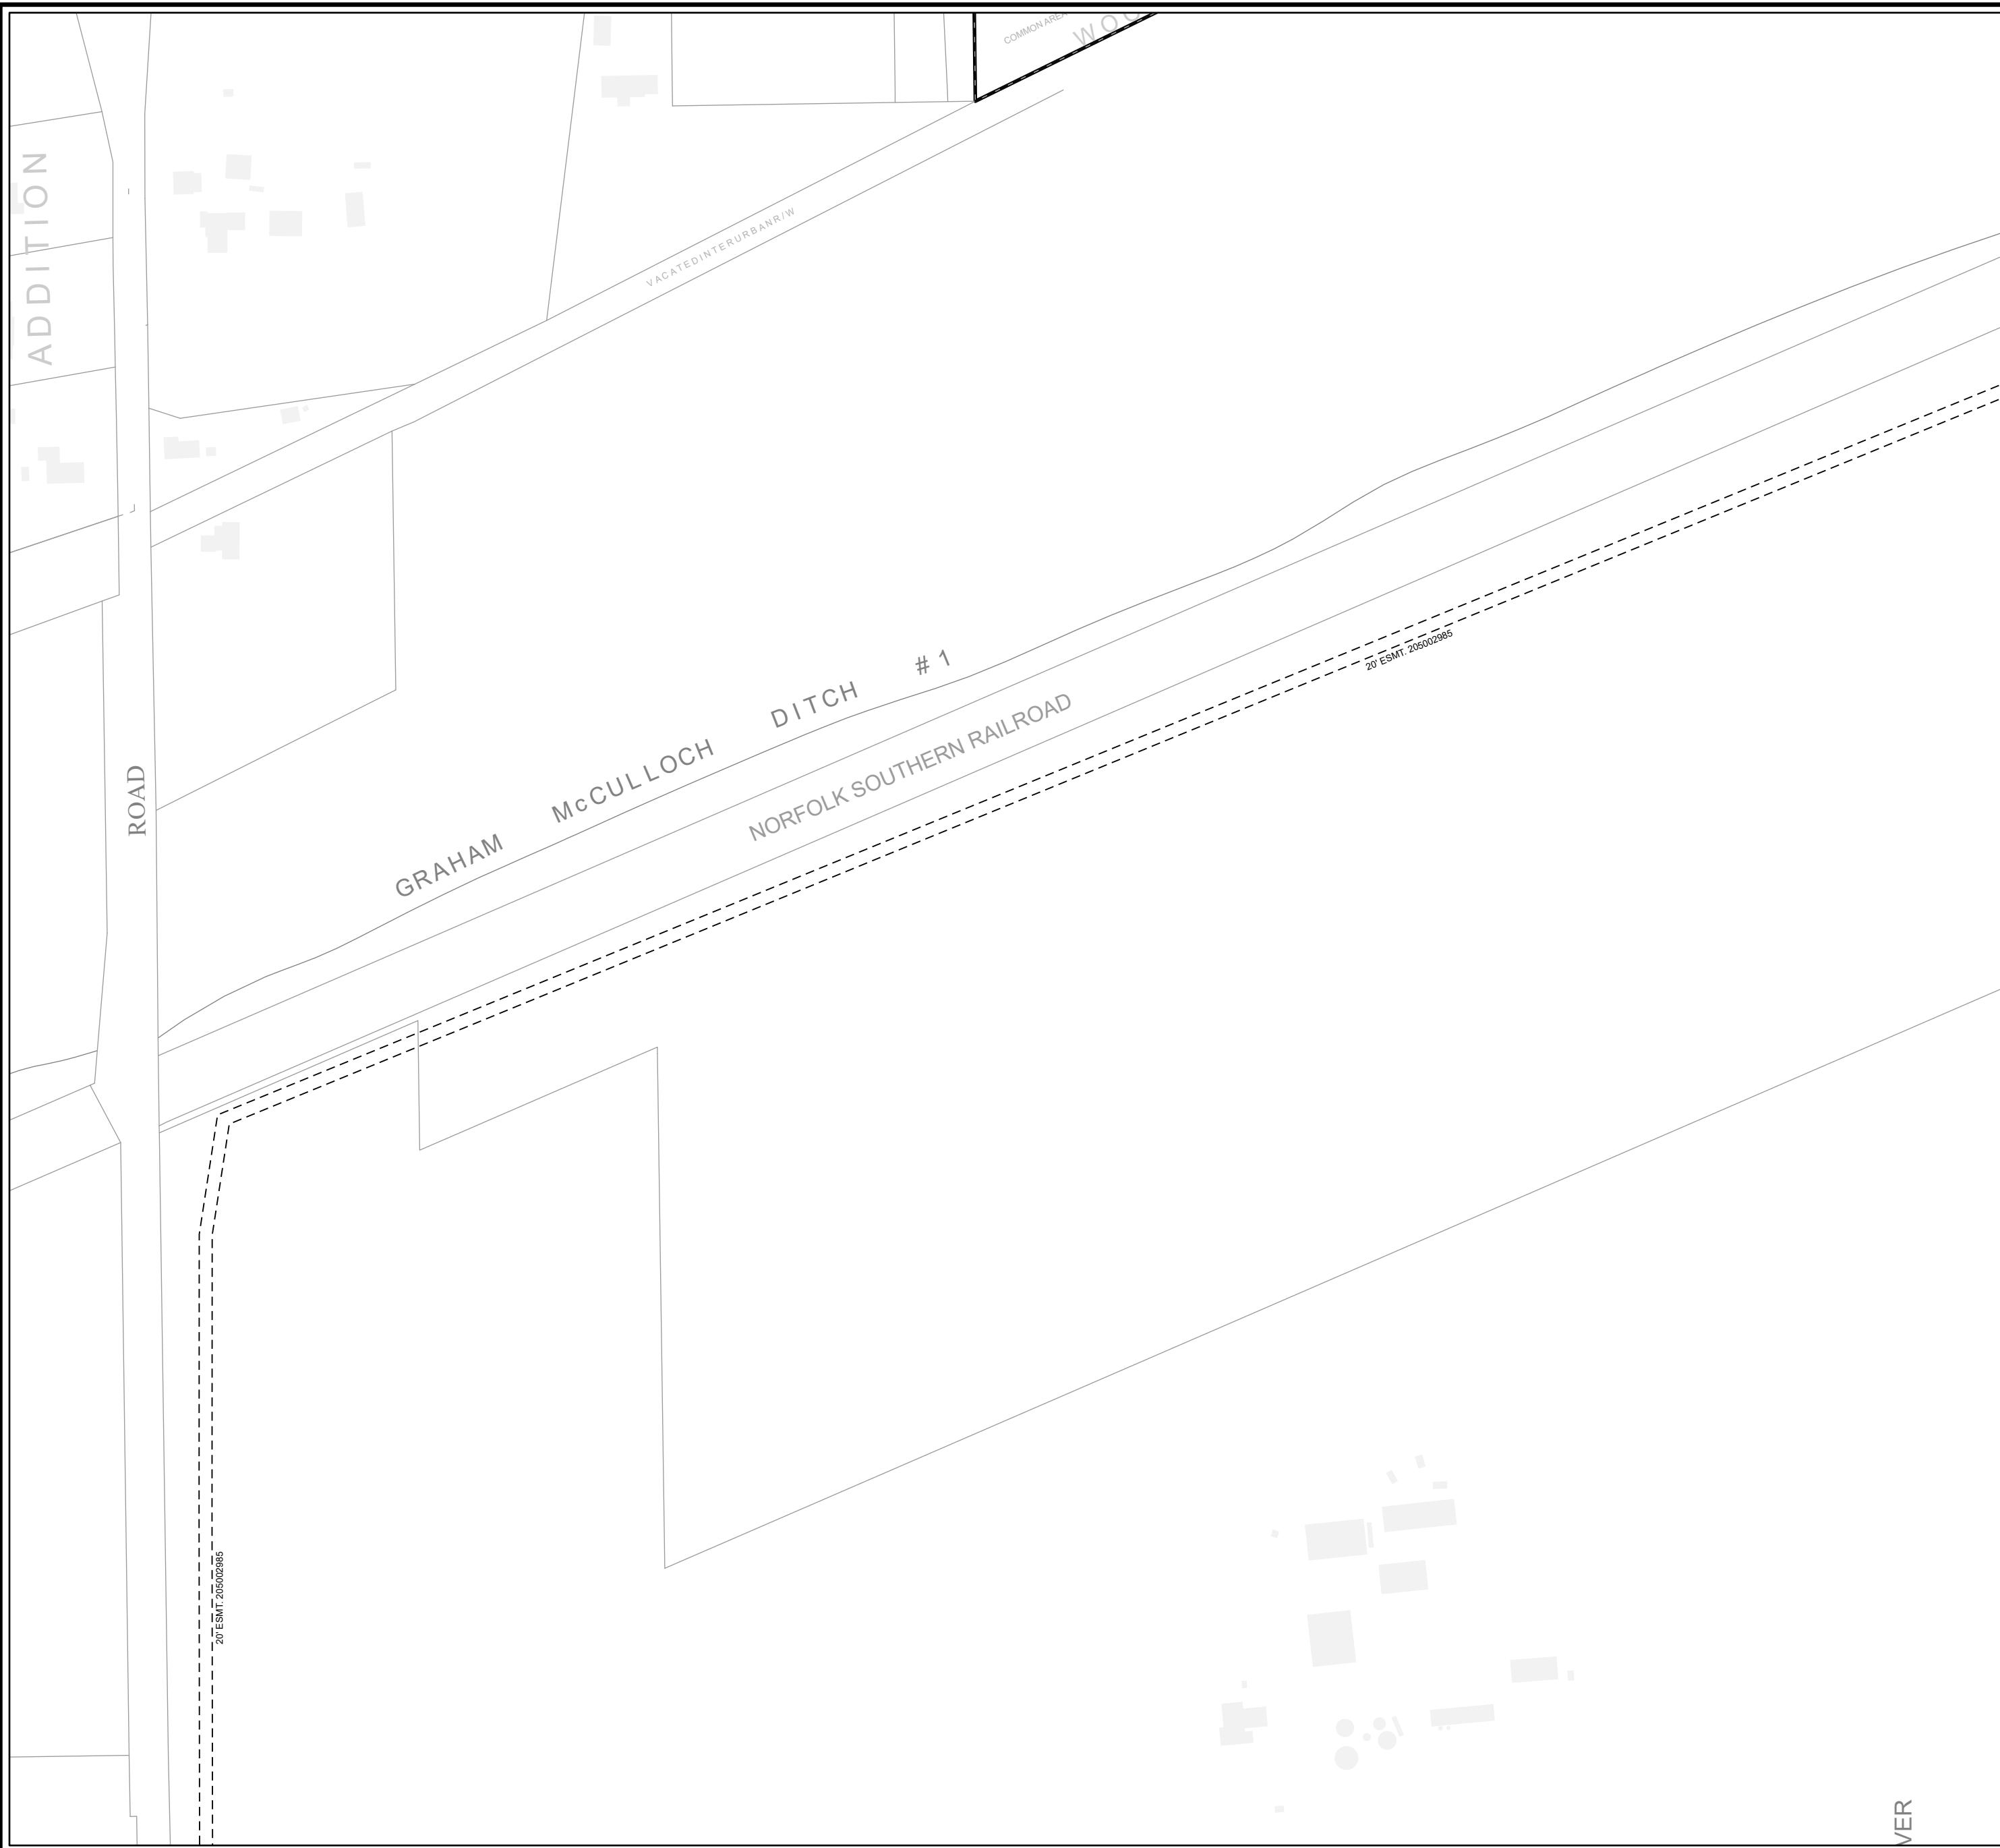 COMMON AREA
WOO
ADDITION
VACATED INTERURBAN R/W
20' ESMT. 205002985
GRAHAM McCULLOCH DITCH #1
NORFOLK SOUTHERN RAILROAD
ROAD
20' ESMT. 205002985
VER